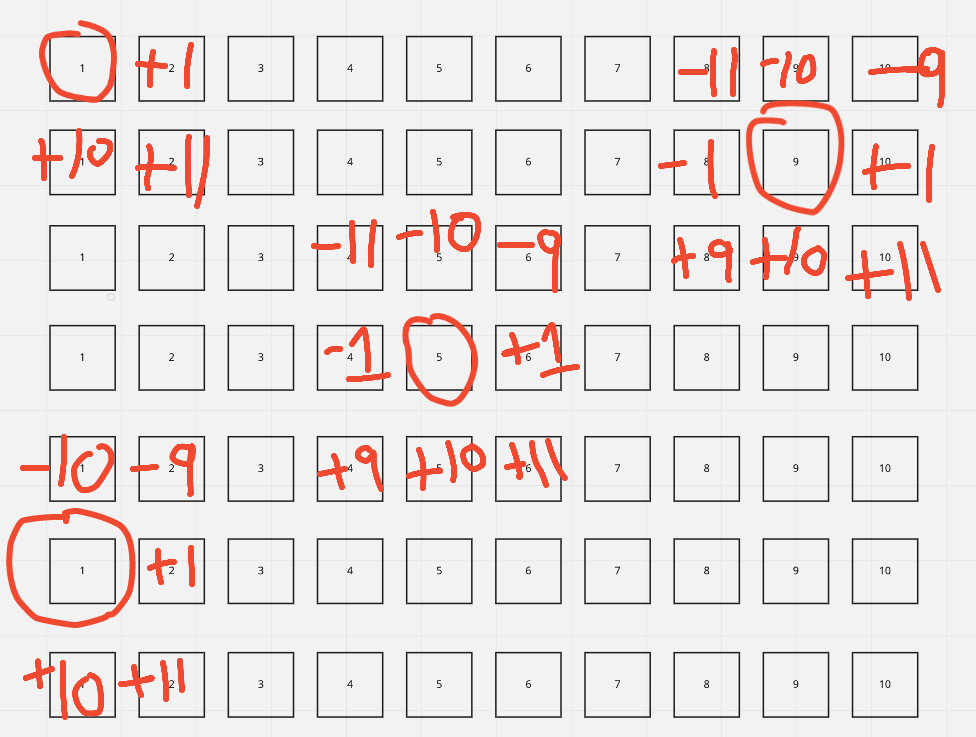 1 +1 2 3 4 5 6 7 -11 8 -10 9 -9 10
+10 1 +11 2 3 4 5 6 7 -1 8 9 +1 10
1 2 3 -11 4 -10 5 -9 6 7 +9 8 +10 9 +11 10
1 2 3 -1 4 5 +1 6 7 8 9 10
-10 1 -9 2 3 +9 4 +10 5 +11 6 7 8 9 10
1 +1 2 3 4 5 6 7 8 9 10
+10 1 +11 2 3 4 5 6 7 8 9 10